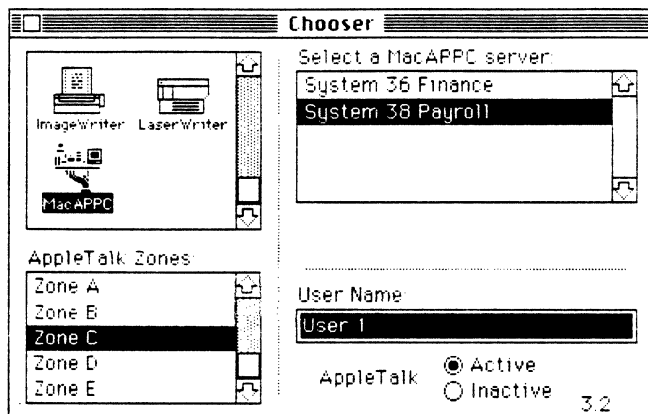 Chooser
ImageWriter
LaserWriter
MacAPPC
AppleTalk Zones:
Zone A
Zone B
Zone C
Zone D
Zone E
Select a MacAPPC server:
System 36 Finance
System 38 Payroll
User Name:
User 1
AppleTalk
Active
Inactive
3.2